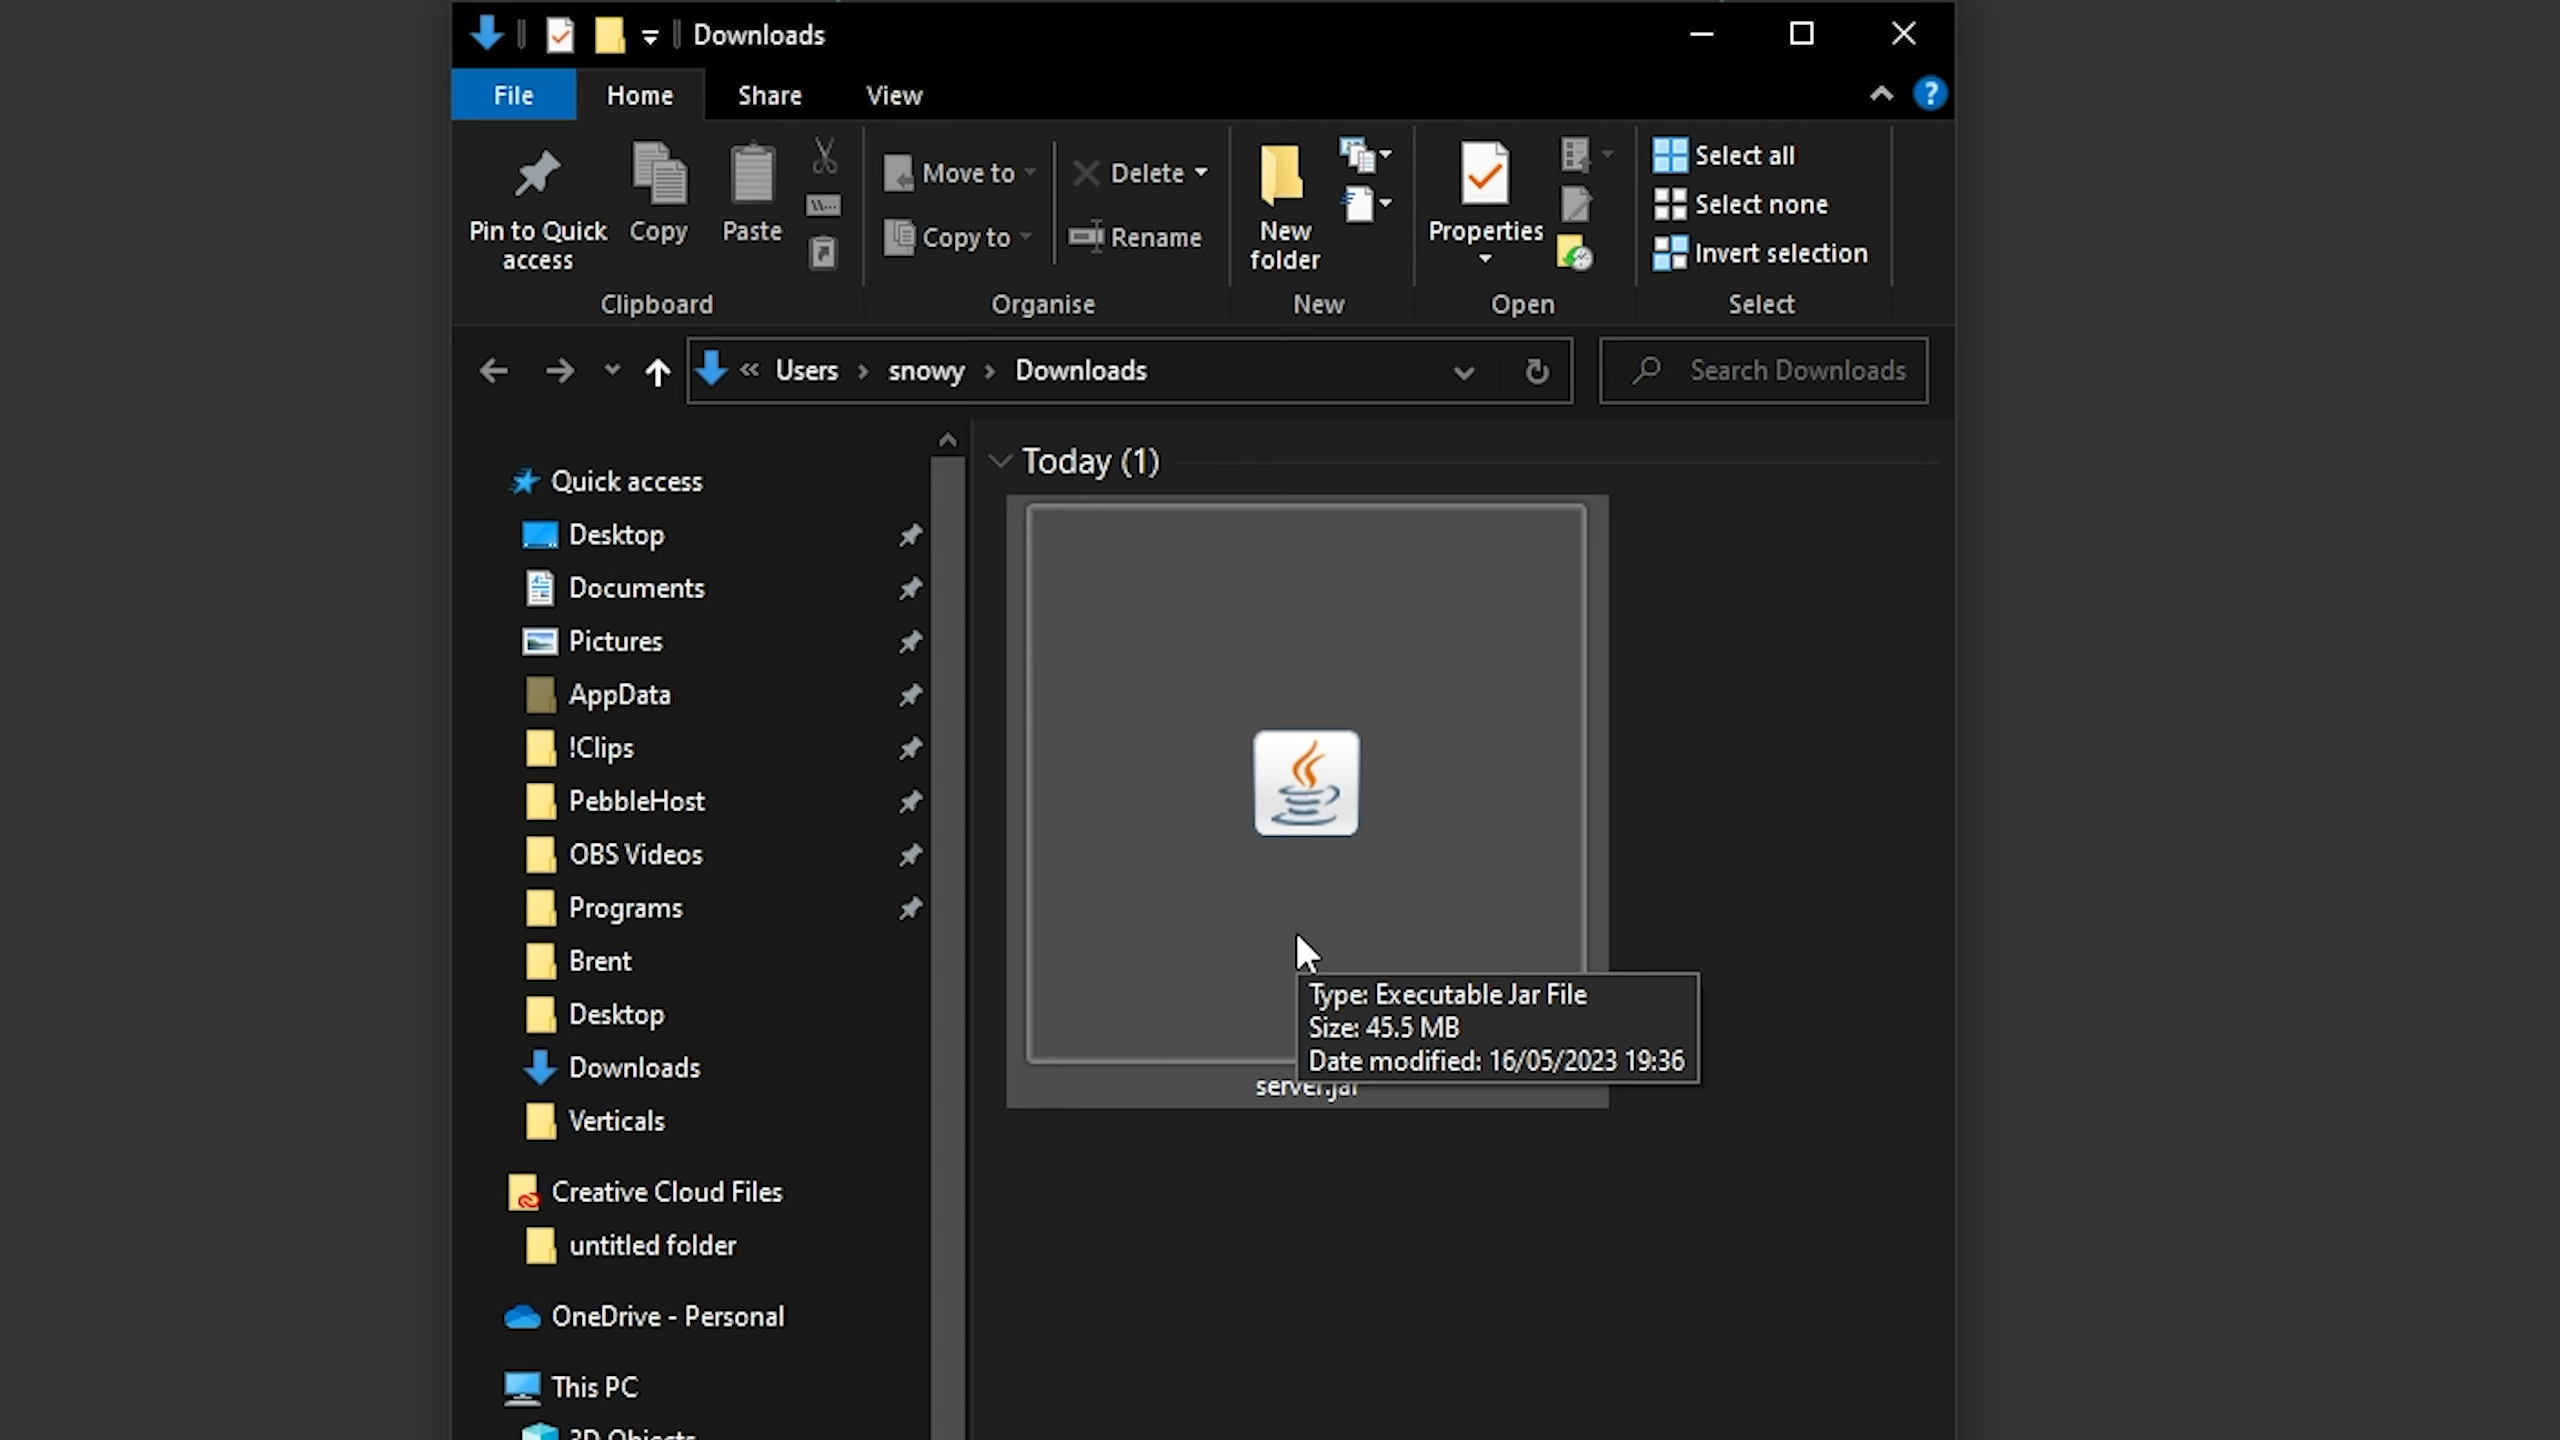 Downloads
File Home Share View
Pin to Quick access
Copy
Paste
Clipboard
Move to
Copy to
Delete
Rename
Organise
New folder
New
Properties
Open
Select all
Select none
Invert selection
Select
Users snowy Downloads
Search Downloads
Quick access
Desktop
Documents
Pictures
AppData
!Clips
PebbleHost
OBS Videos
Programs
Brent
Desktop
Downloads
Verticals
Creative Cloud Files
untitled folder
OneDrive - Personal
This PC
3D Objects
Today (1)
Type: Executable Jar File
Size: 45.5 MB
Date modified: 16/05/2023 19:36
server.jar